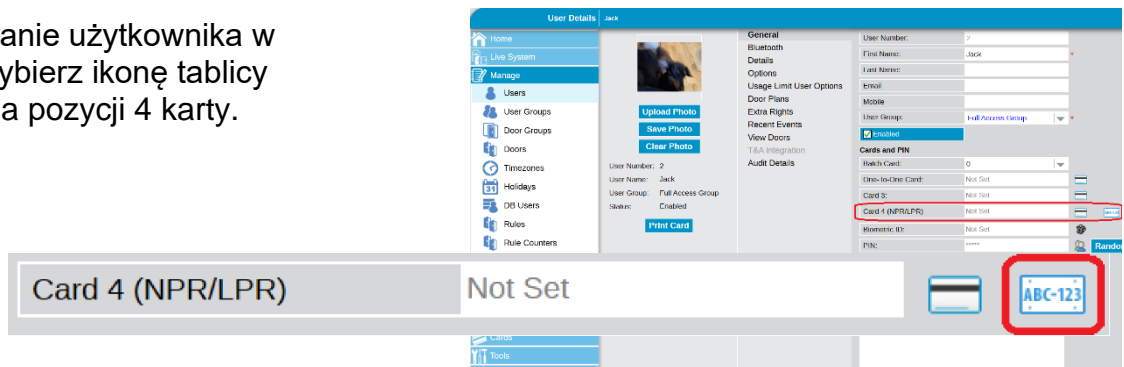 anie użytkownika w
ybierz ikonę tablicy
a pozycji 4 karty.
User Details Jack
Home
Live System
Manage
Users
User Groups
Door Groups
Doors
Timezones
31 Holidays
DB Users
Rules
Rule Counters
Cards
Tools
Upload Photo
Save Photo
Clear Photo
User Number: 2
User Name: Jack
User Group: Full Access Group
Status: Enabled
Print Card
General
Bluetooth
Details
Options
Usage Limit User Options
Door Plans
Extra Rights
Recent Events
View Doors
T&A Integration
Audit Details
User Number: 2
First Name: Jack *
Last Name:
Email
Mobile
User Group: Full Access Group *
Enabled
Cards and PIN
Batch Card: 0
One-To-One Card: Not Set
Card 3: Not Set
Card 4 (NPR/LPR) Not Set
Biometric ID: Not Set
PIN: ***** Rando
Card 4 (NPR/LPR) Not Set ABC-123